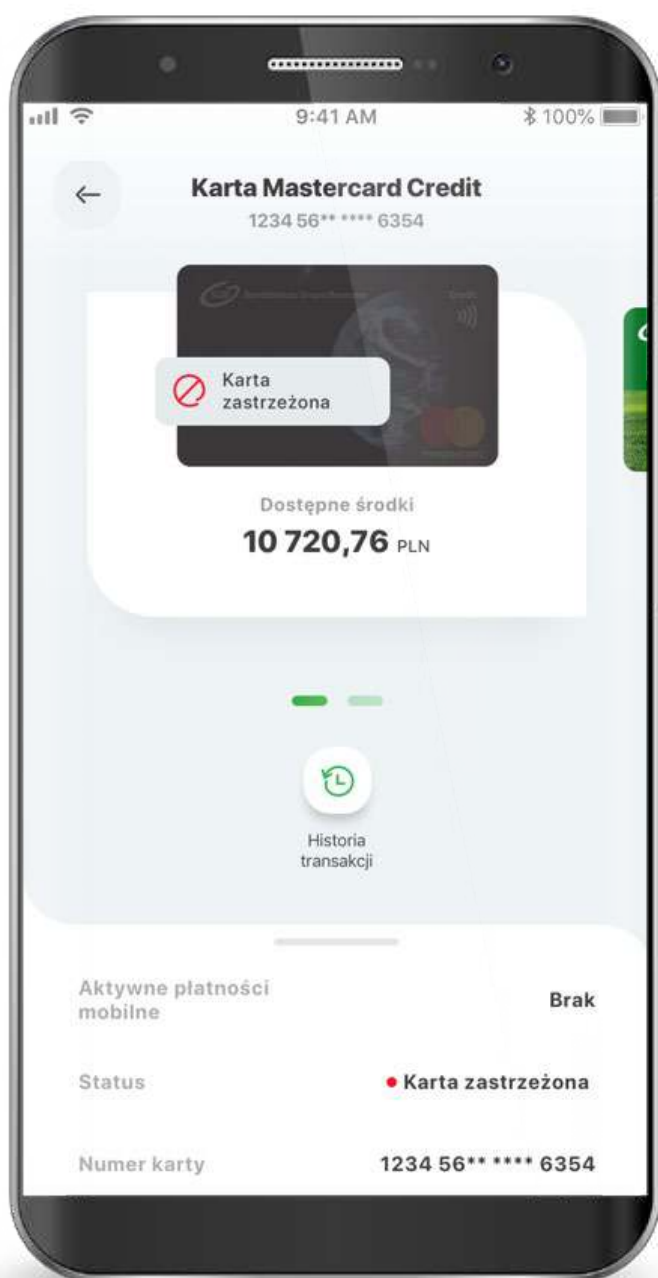 9:41 AM
100%
Karta Mastercard Credit
1234 56** **** 6354
Karta
zastrzeżona
Dostępne środki
10 720,76 PLN
Historia
transakcji
Aktywne płatności
mobilne
Brak
Status
Karta zastrzeżona
Numer karty
1234 56** **** 6354